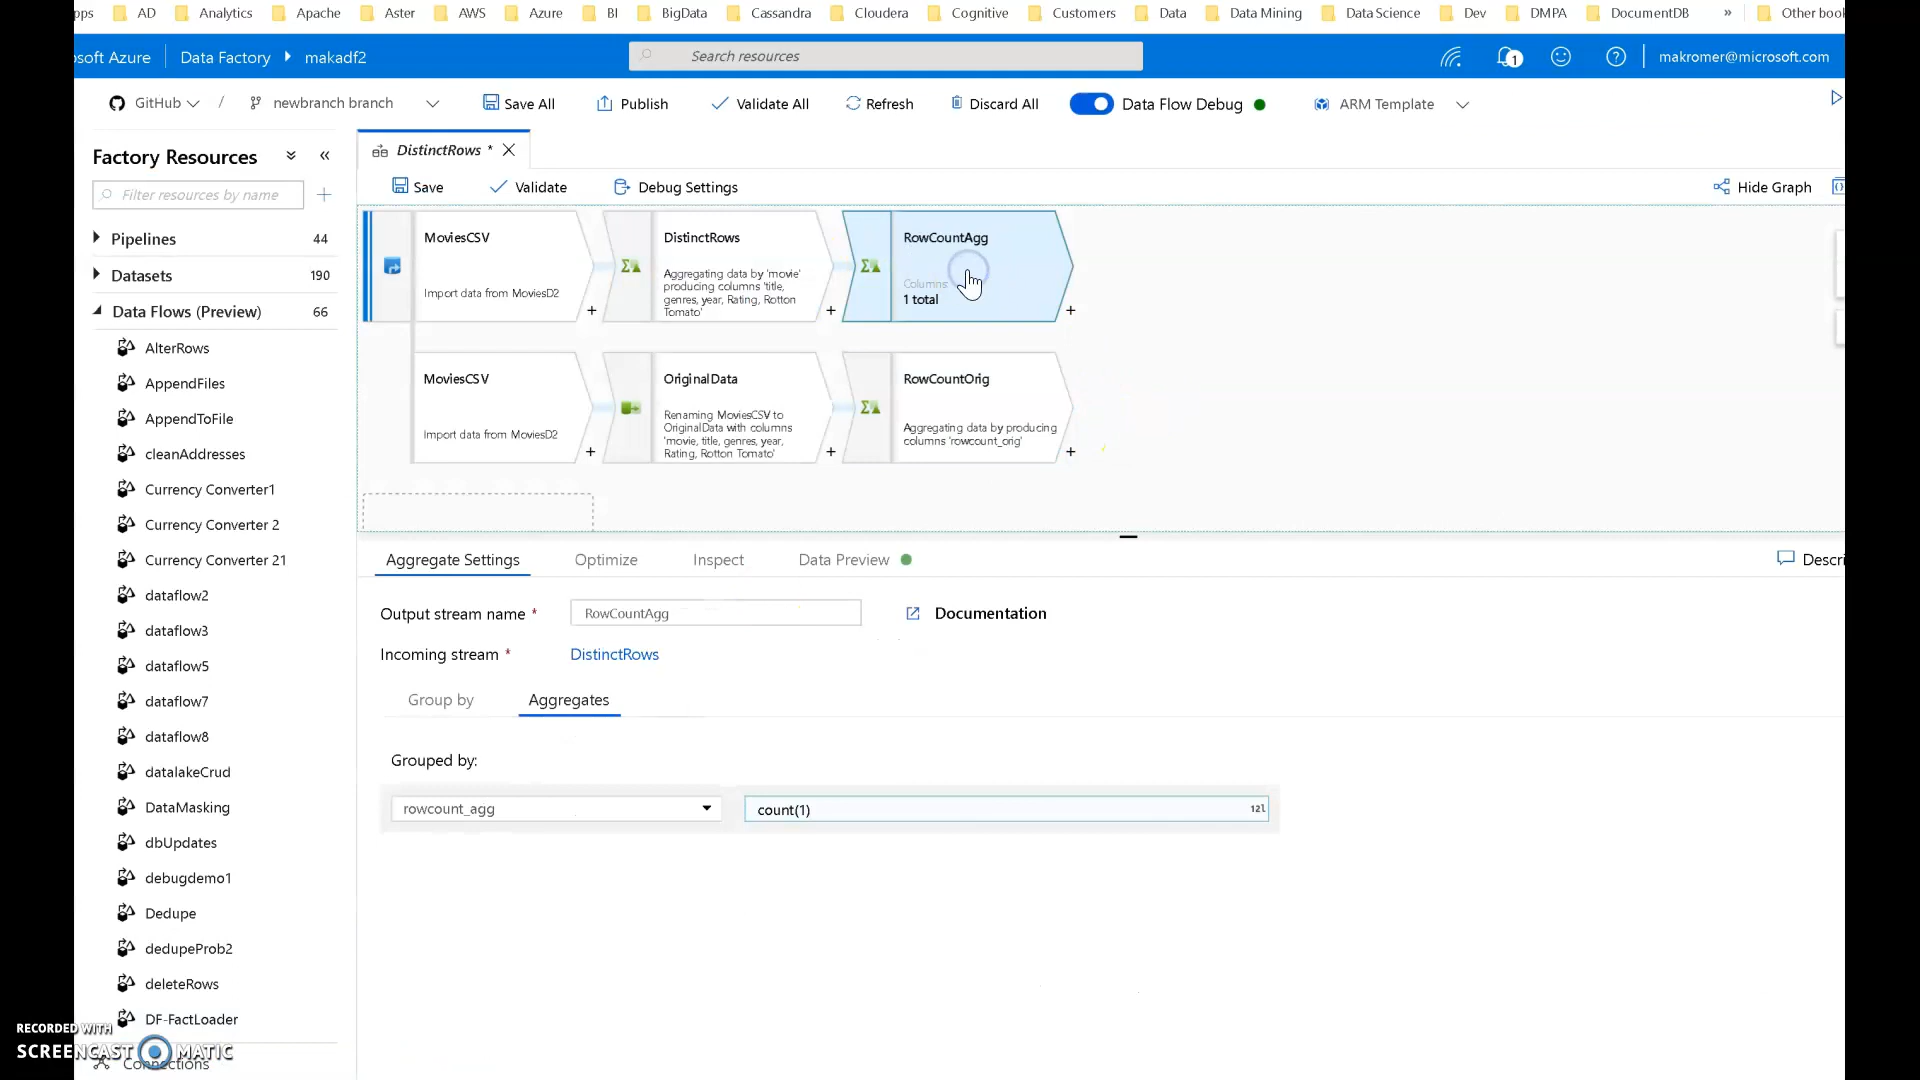 pps AD Analytics Apache Aster AWS Azure BI BigData Cassandra Cloudera Cognitive Customers Data Data Mining Data Science Dev DMPA DocumentDB » Other book
osoft Azure Data Factory makadf2 Search resources 1 makromer@microsoft.com
GitHub / newbranch branch Save All Publish Validate All Refresh Discard All Data Flow Debug ARM Template
Factory Resources
Filter resources by name
Pipelines 44
Datasets 190
Data Flows (Preview) 66
AlterRows
AppendFiles
AppendToFile
cleanAddresses
Currency Converter1
Currency Converter 2
Currency Converter 21
dataflow2
dataflow3
dataflow5
dataflow7
dataflow8
datalakeCrud
DataMasking
dbUpdates
debugdemo1
Dedupe
dedupeProb2
deleteRows
DF-FactLoader
Connections
DistinctRows *
Save Validate Debug Settings Hide Graph
MoviesCSV
Import data from MoviesD2
DistinctRows
Aggregating data by 'movie'
producing columns 'title,
genres, year, Rating, Rotton
Tomato'
RowCountAgg
Columns:
1 total
MoviesCSV
Import data from MoviesD2
OriginalData
Renaming MoviesCSV to
OriginalData with columns
'movie, title, genres, year,
Rating, Rotton Tomato'
RowCountOrig
Aggregating data by producing
columns 'rowcount_orig'
Aggregate Settings Optimize Inspect Data Preview Descri
Output stream name * RowCountAgg Documentation
Incoming stream * DistinctRows
Group by Aggregates
Grouped by:
rowcount_agg count(1) 12l
RECORDED WITH
SCREENCAST MATIC